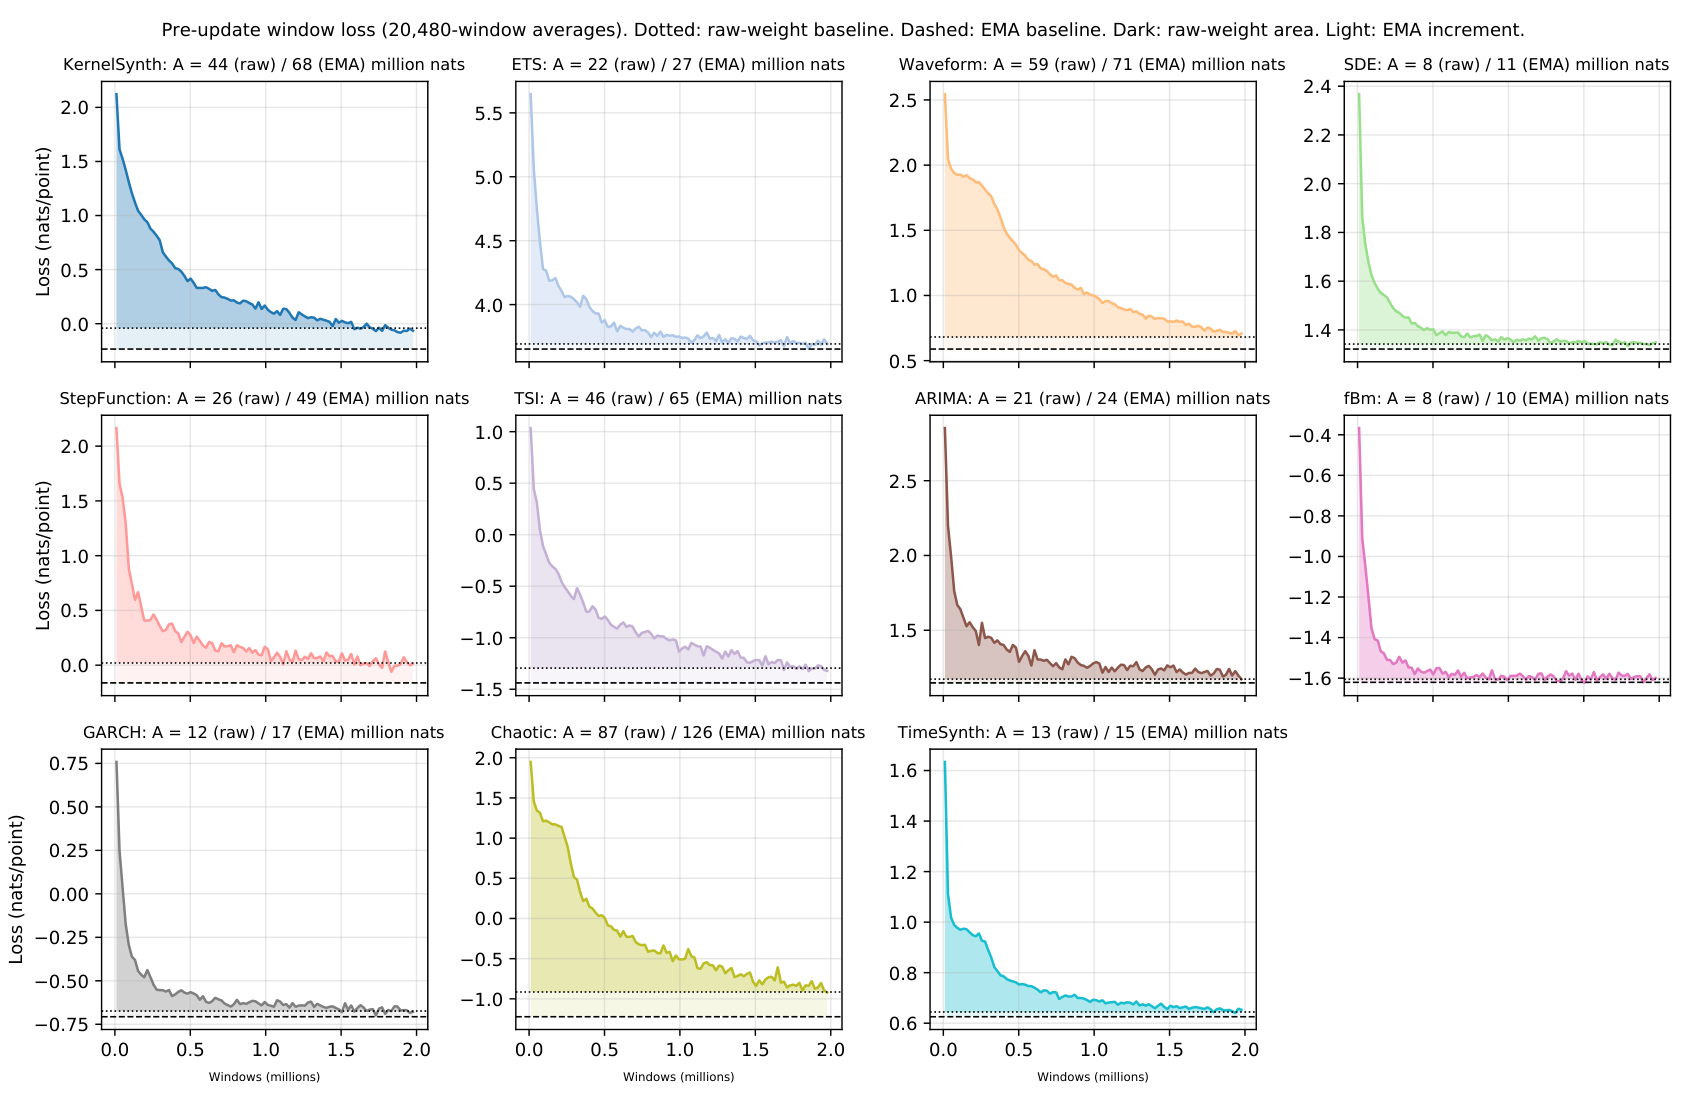 Pre-update window loss (20,480-window averages). Dotted: raw-weight baseline. Dashed: EMA baseline. Dark: raw-weight area. Light: EMA increment.
KernelSynth: A = 44 (raw) / 68 (EMA) million nats
ETS: A = 22 (raw) / 27 (EMA) million nats
Waveform: A = 59 (raw) / 71 (EMA) million nats
SDE: A = 8 (raw) / 11 (EMA) million nats
Loss (nats/point)
2.0
1.5
1.0
0.5
0.0
5.5
5.0
4.5
4.0
2.5
2.0
1.5
1.0
0.5
2.4
2.2
2.0
1.8
1.6
1.4
StepFunction: A = 26 (raw) / 49 (EMA) million nats
TSI: A = 46 (raw) / 65 (EMA) million nats
ARIMA: A = 21 (raw) / 24 (EMA) million nats
fBm: A = 8 (raw) / 10 (EMA) million nats
Loss (nats/point)
2.0
1.5
1.0
0.5
0.0
1.0
0.5
0.0
−0.5
−1.0
−1.5
2.5
2.0
1.5
−0.4
−0.6
−0.8
−1.0
−1.2
−1.4
−1.6
GARCH: A = 12 (raw) / 17 (EMA) million nats
Chaotic: A = 87 (raw) / 126 (EMA) million nats
TimeSynth: A = 13 (raw) / 15 (EMA) million nats
Loss (nats/point)
0.75
0.50
0.25
0.00
−0.25
−0.50
−0.75
2.0
1.5
1.0
0.5
0.0
−0.5
−1.0
1.6
1.4
1.2
1.0
0.8
0.6
0.0 0.5 1.0 1.5 2.0
0.0 0.5 1.0 1.5 2.0
0.0 0.5 1.0 1.5 2.0
Windows (millions)
Windows (millions)
Windows (millions)